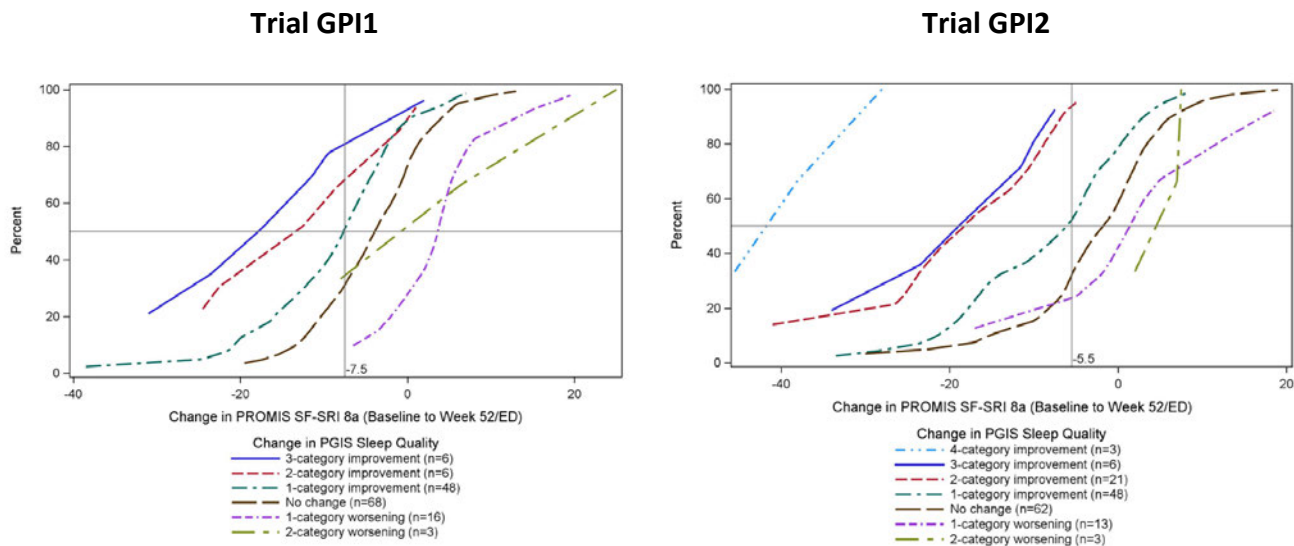 Trial GPI1
Trial GPI2
100
80
60
40
20
0
Percent
-7.5
-40
-20
0
20
Change in PROMIS SF-SRI 8a (Baseline to Week 52/ED)
Change in PGIS Sleep Quality
3-category improvement (n=6)
2-category improvement (n=6)
1-category improvement (n=48)
No change (n=68)
1-category worsening (n=16)
2-category worsening (n=3)
100
80
60
40
20
0
Percent
-5.5
-40
-20
0
20
Change in PROMIS SF-SRI 8a (Baseline to Week 52/ED)
Change in PGIS Sleep Quality
4-category improvement (n=3)
3-category improvement (n=6)
2-category improvement (n=21)
1-category improvement (n=48)
No change (n=62)
1-category worsening (n=13)
2-category worsening (n=3)